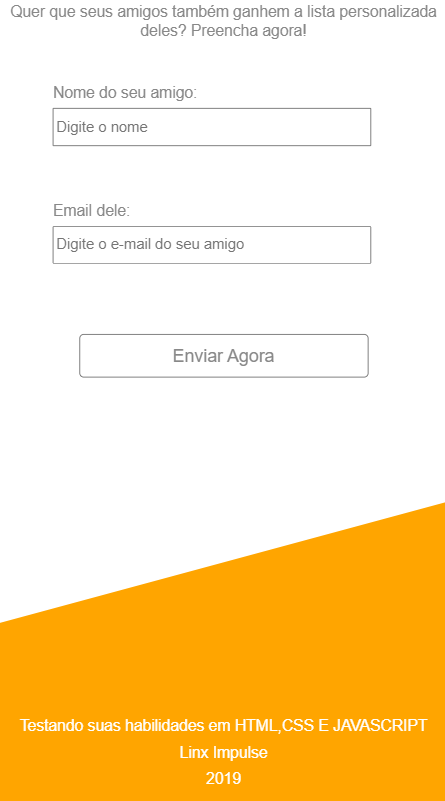 Quer que seus amigos também ganhem a lista personalizada
deles? Preencha agora!
Nome do seu amigo:
Digite o nome
Email dele:
Digite o e-mail do seu amigo
Enviar Agora
Testando suas habilidades em HTML,CSS E JAVASCRIPT
Linx Impulse
2019